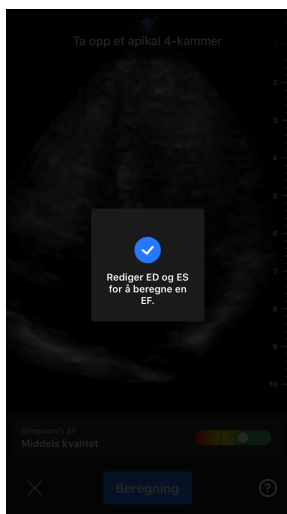 Ta opp et apikal 4-kammer
1
2
3
4
5
6
7
8
9
10
Rediger ED og ES
for å beregne en
EF.
Simpson's EF
Middels kvalitet
Beregning
?